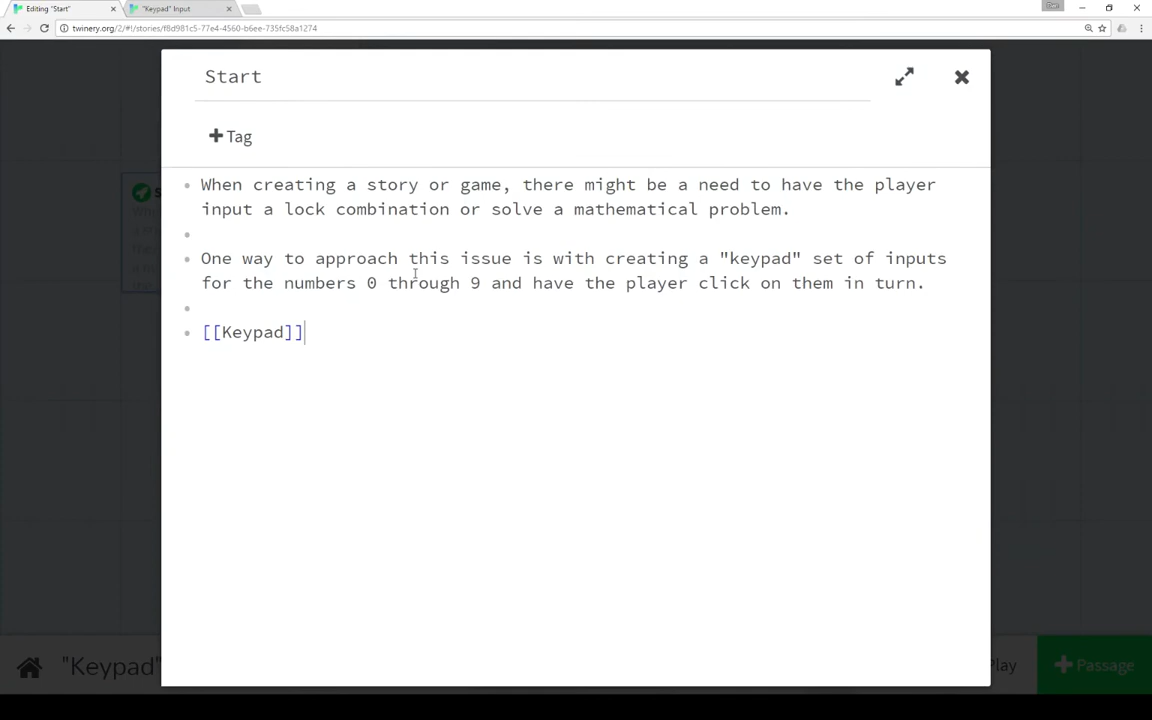 Editing "Start"
"Keypad" Input
twinery.org/2/#!/stories/f8d981c5-77e4-4560-b6ee-735fc58a1274
Start
+ Tag
When creating a story or game, there might be a need to have the player
input a lock combination or solve a mathematical problem.
One way to approach this issue is with creating a "keypad" set of inputs
for the numbers 0 through 9 and have the player click on them in turn.
[[Keypad]]
"Keypad"
Play
+ Passage